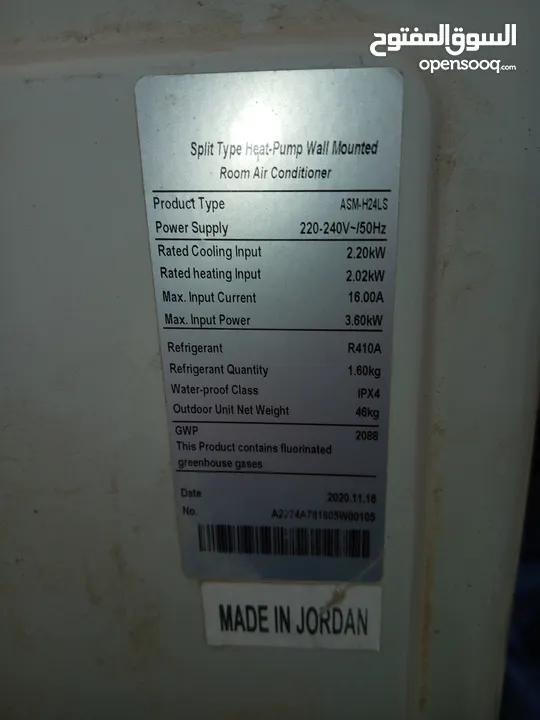 السوق المفتوح
opensooq.com
Split Type Heat-Pump Wall Mounted
Room Air Conditioner
Product Type ASM-H24LS
Power Supply 220-240V~/50Hz
Rated Cooling Input 2.20kW
Rated heating Input 2.02kW
Max. Input Current 16.00A
Max. Input Power 3.60kW
Refrigerant R410A
Refrigerant Quantity 1.60kg
Water-proof Class IPX4
Outdoor Unit Net Weight 46kg
GWP 2088
This Product contains fluorinated
greenhouse gases
Date 2020.11.16
No.
MADE IN JORDAN